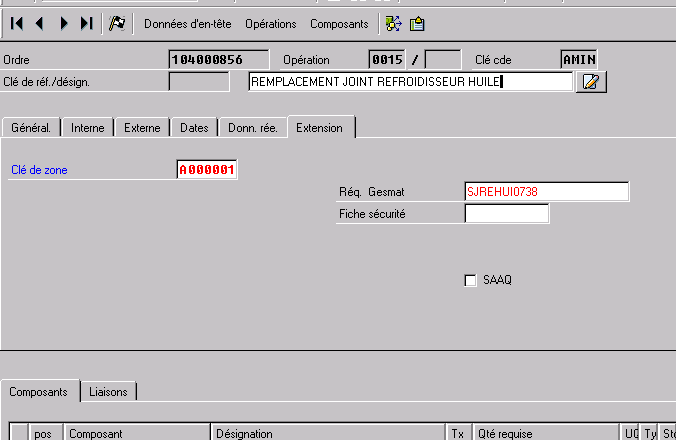 Données d'en-tête Opérations Composants
Ordre 104000856 Opération 0015 / Clé cde AMIN
Clé de réf./désign. REMPLACEMENT JOINT REFROIDISSEUR HUILE
Général. Interne Externe Dates Donn. rée. Extension
Clé de zone A000001
Réq. Gesmat SJREHUI0738
Fiche sécurité
SAAQ
Composants Liaisons
pos Composant Désignation Tx Qté requise Ty